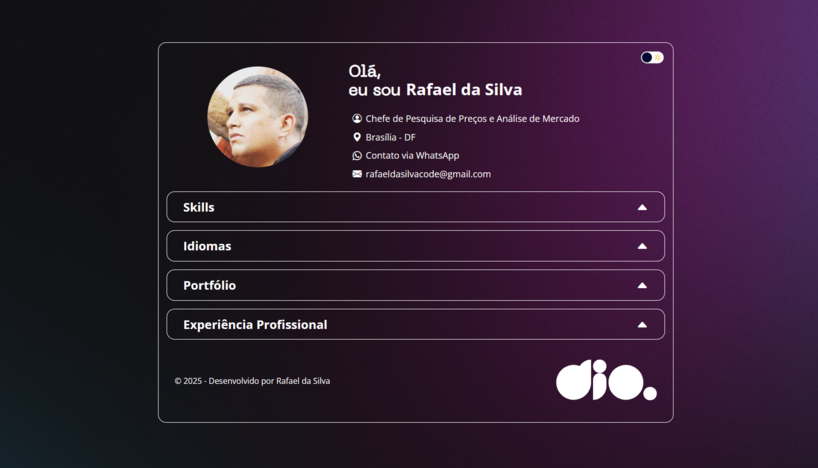 Olá,
eu sou Rafael da Silva
Chefe de Pesquisa de Preços e Análise de Mercado
Brasília - DF
Contato via WhatsApp
rafaeldasilvacode@gmail.com
Skills
Idiomas
Portfólio
Experiência Profissional
© 2025 - Desenvolvido por Rafael da Silva
dio.